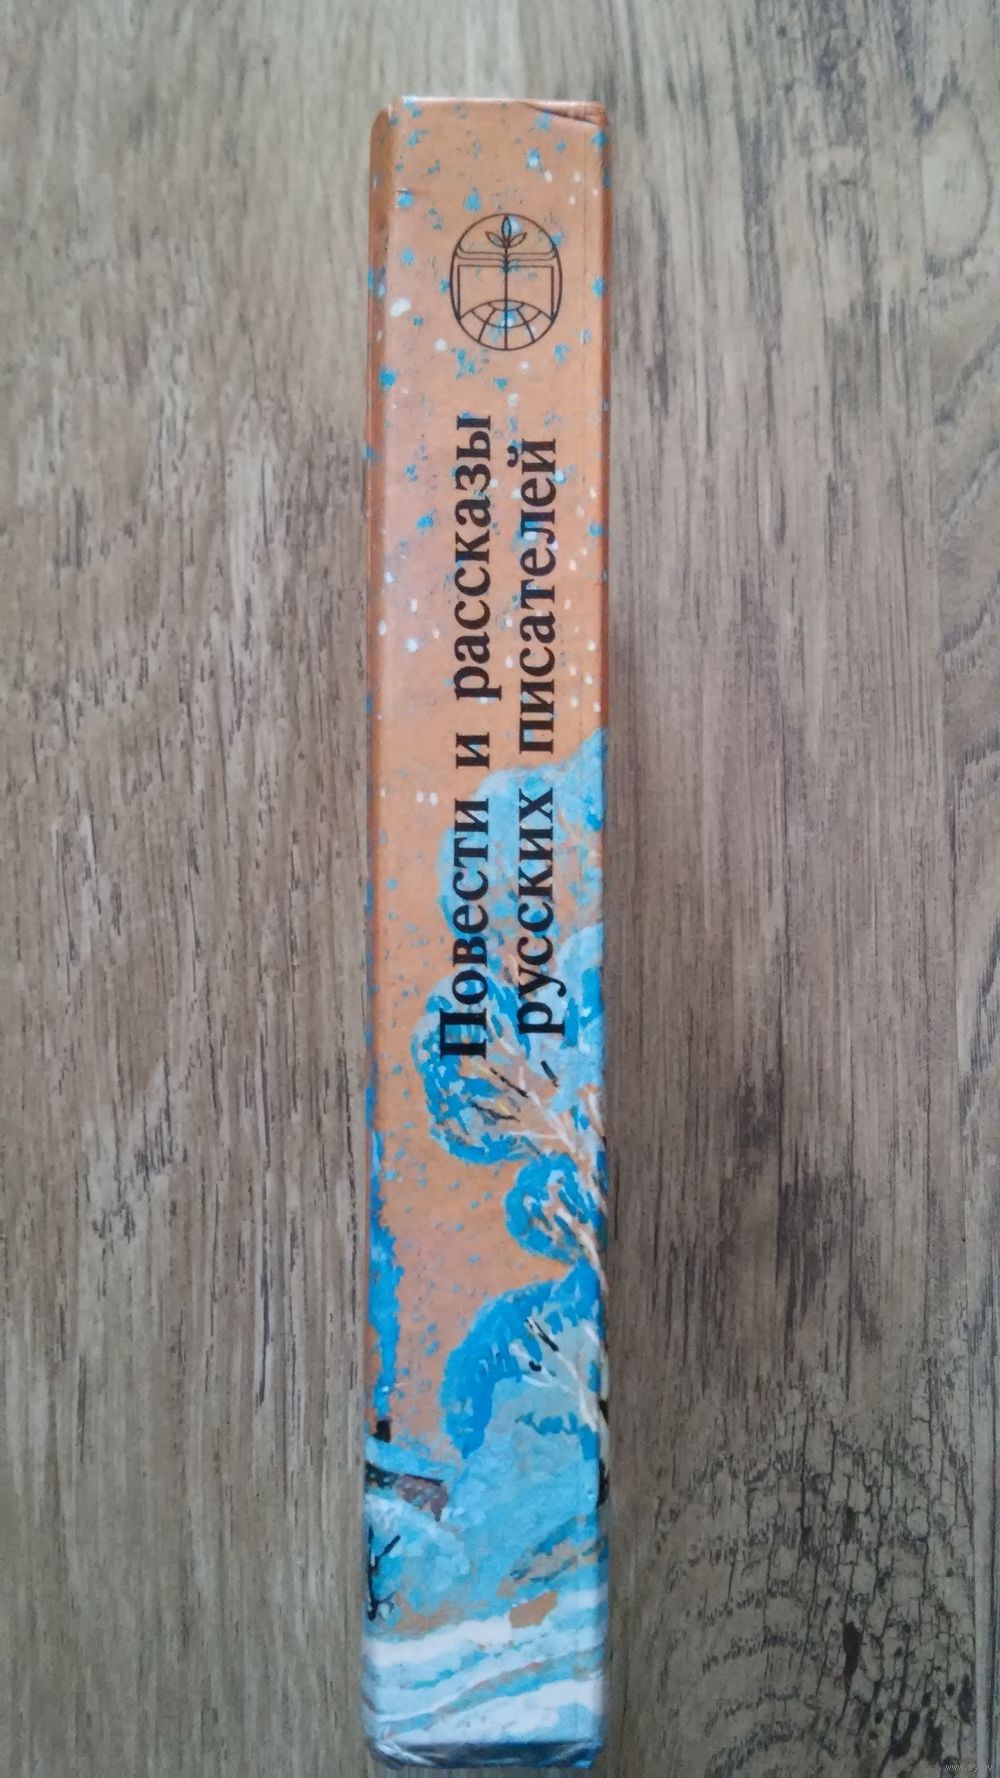 Повести и рассказы
русских писателей